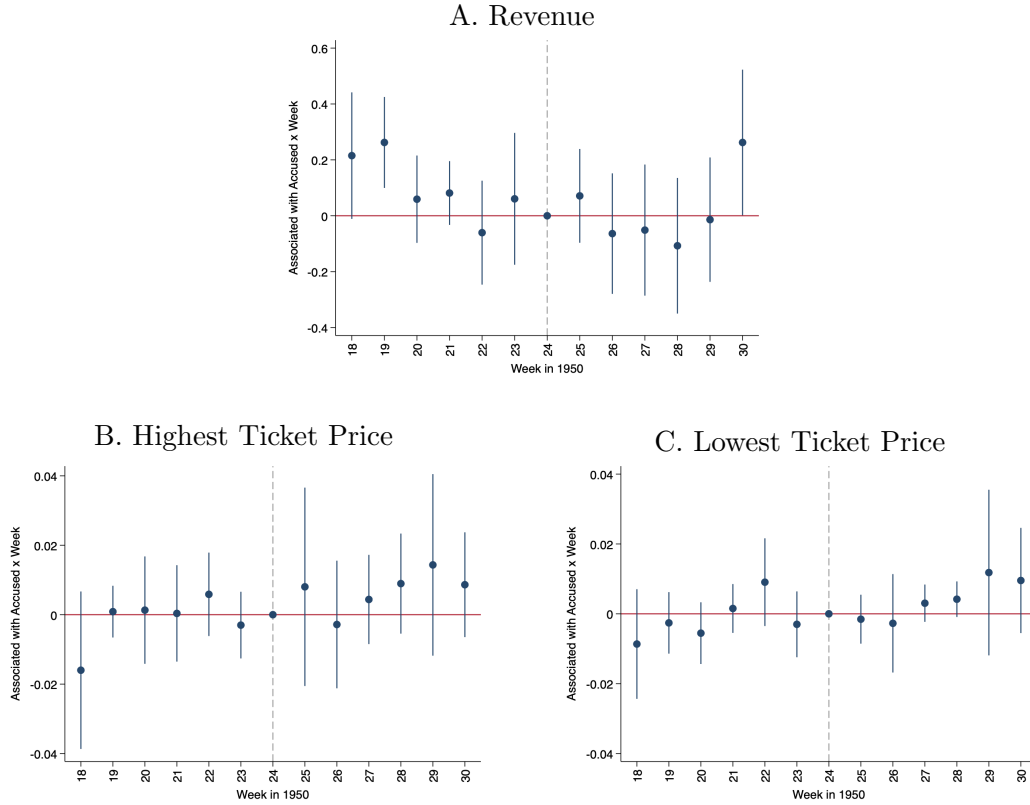 A. Revenue
Associated with Accused x Week
0.6
0.4
0.2
0
-0.2
-0.4
18 19 20 21 22 23 24 25 26 27 28 29 30
Week in 1950
B. Highest Ticket Price
Associated with Accused x Week
0.04
0.02
0
-0.02
-0.04
18 19 20 21 22 23 24 25 26 27 28 29 30
Week in 1950
C. Lowest Ticket Price
Associated with Accused x Week
0.04
0.02
0
-0.02
-0.04
18 19 20 21 22 23 24 25 26 27 28 29 30
Week in 1950